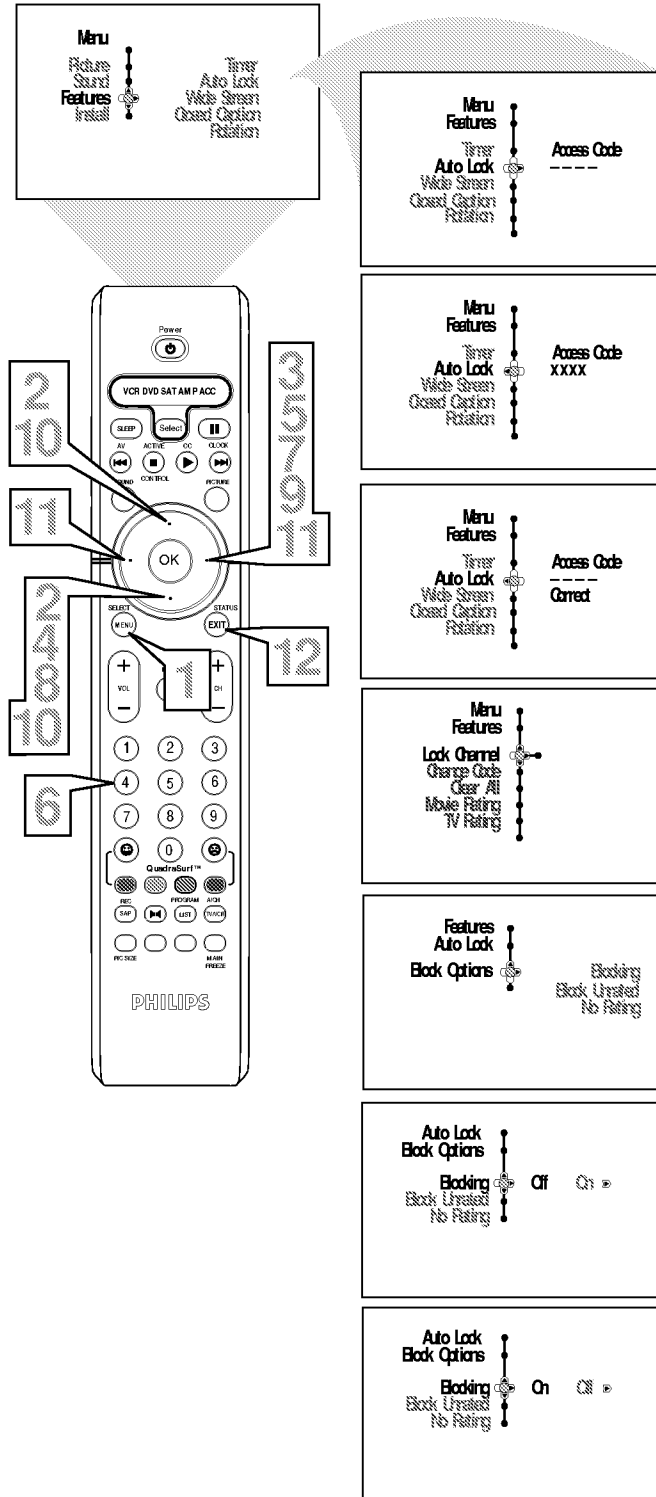 Menu
Picture
Sound
Features
Install
Timer
Auto Lock
Wide Screen
Closed Caption
Rotation
Menu
Features
Timer
Auto Lock
Wide Screen
Closed Caption
Rotation
Access Code
- - - -
Menu
Features
Timer
Auto Lock
Wide Screen
Closed Caption
Rotation
Access Code
X X X X
Menu
Features
Timer
Auto Lock
Wide Screen
Closed Caption
Rotation
Access Code
- - - -
Correct
Menu
Features
Lock Channel
Change Code
Clear All
Movie Rating
TV Rating
Features
Auto Lock
Block Options
Blocking
Block Unrated
No Rating
Auto Lock
Block Options
Blocking Off On
Block Unrated
No Rating
Auto Lock
Block Options
Blocking On Off
Block Unrated
No Rating
Power
VCR DVD SAT AMP ACC
SLEEP Select
AV ACTIVE CC CLOCK
CONTROL
PICTURE
OK
SELECT STATUS
MENU EXIT
+ +
VOL CH
– –
1 2 3
4 5 6
7 8 9
0
QuadraSurf™
REC PROGRAM A/CH
SAP LIST TV/VCR
PIC SIZE MAIN
FREEZE
PHILIPS
2
10
11
2
4
8
10
6
3
5
7
9
11
12
1